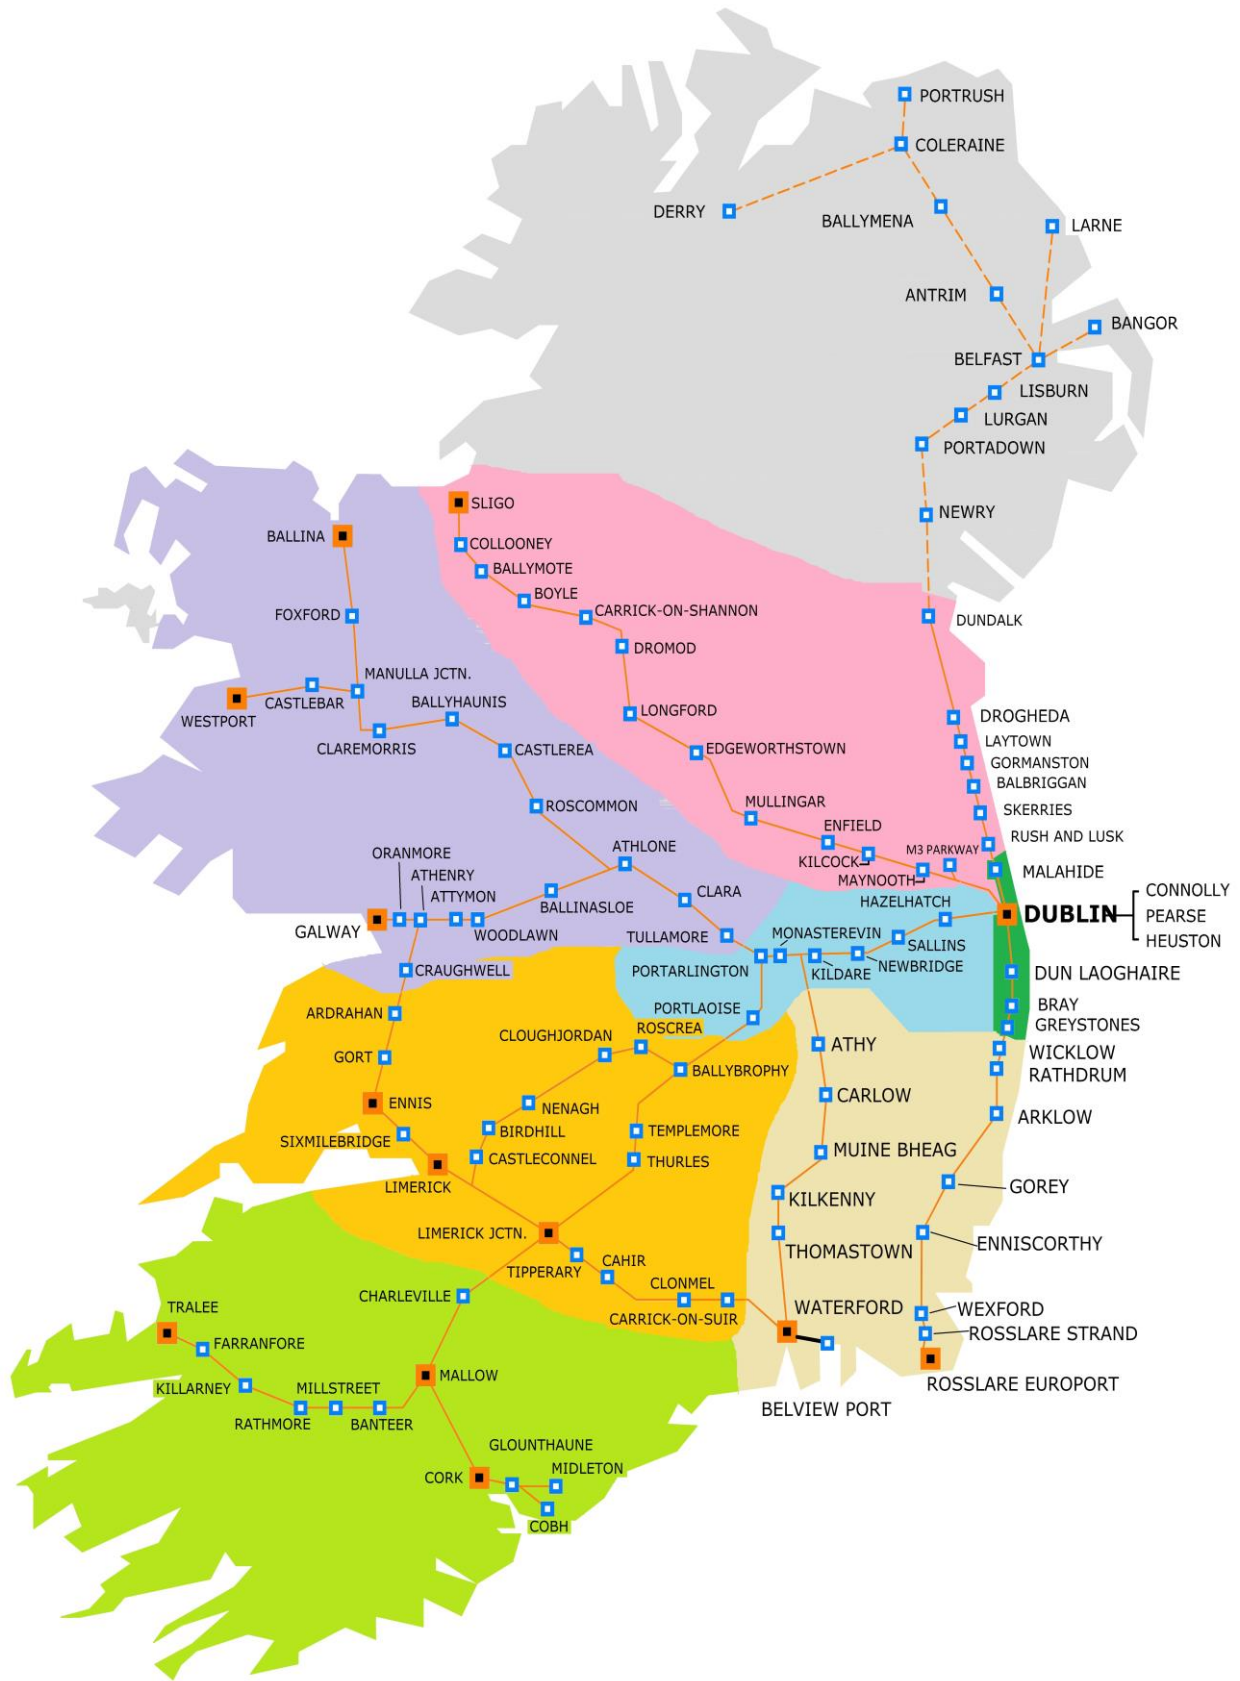 PORTRUSH
COLERAINE
DERRY
BALLYMENA
LARNE
ANTRIM
BANGOR
BELFAST
LISBURN
LURGAN
PORTADOWN
NEWRY
SLIGO
BALLINA
COLLOONEY
BALLYMOTE
BOYLE
CARRICK-ON-SHANNON
FOXFORD
DUNDALK
DROMOD
MANULLA JCTN.
CASTLEBAR
BALLYHAUNIS
WESTPORT
LONGFORD
DROGHEDA
CLAREMORRIS
CASTLEREA
EDGEWORTHSTOWN
LAYTOWN
GORMANSTON
BALBRIGGAN
ROSCOMMON
MULLINGAR
SKERRIES
ENFIELD
RUSH AND LUSK
ORANMORE
ATHLONE
KILCOCK
M3 PARKWAY
ATHENRY
MAYNOOTH
MALAHIDE
ATTYMON
CLARA
HAZELHATCH
CONNOLLY
BALLINASLOE
DUBLIN
PEARSE
GALWAY
WOODLAWN
TULLAMORE
MONASTEREVIN
SALLINS
HEUSTON
CRAUGHWELL
PORTARLINGTON
KILDARE
NEWBRIDGE
DUN LAOGHAIRE
ARDRAHAN
PORTLAOISE
BRAY
CLOUGHJORDAN
ROSCREA
GREYSTONES
GORT
ATHY
WICKLOW
BALLYBROPHY
RATHDRUM
ENNIS
NENAGH
CARLOW
ARKLOW
SIXMILEBRIDGE
BIRDHILL
TEMPLEMORE
CASTLECONNEL
THURLES
MUINE BHEAG
LIMERICK
KILKENNY
GOREY
LIMERICK JCTN.
THOMASTOWN
ENNISCORTHY
TIPPERARY
CAHIR
CHARLEVILLE
CLONMEL
TRALEE
CARRICK-ON-SUIR
WATERFORD
WEXFORD
FARRANFORE
ROSSLARE STRAND
KILLARNEY
MILLSTREET
MALLOW
ROSSLARE EUROPORT
RATHMORE
BANTEER
BELVIEW PORT
GLOUNTHAUNE
CORK
MIDLETON
COBH